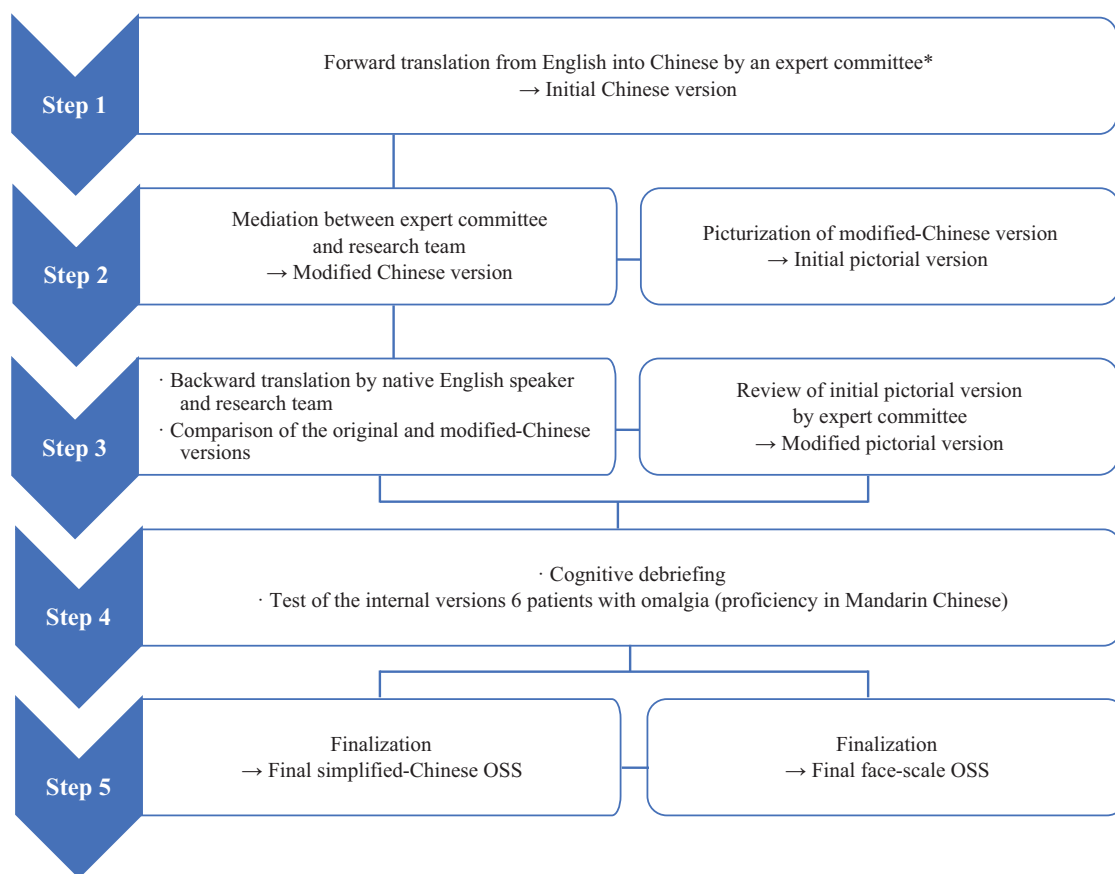 Step 1
Forward translation from English into Chinese by an expert committee*
→ Initial Chinese version
Step 2
Mediation between expert committee
and research team
→ Modified Chinese version
Picturization of modified-Chinese version
→ Initial pictorial version
Step 3
· Backward translation by native English speaker
and research team
· Comparison of the original and modified-Chinese
versions
Review of initial pictorial version
by expert committee
→ Modified pictorial version
Step 4
· Cognitive debriefing
· Test of the internal versions 6 patients with omalgia (proficiency in Mandarin Chinese)
Step 5
Finalization
→ Final simplified-Chinese OSS
Finalization
→ Final face-scale OSS